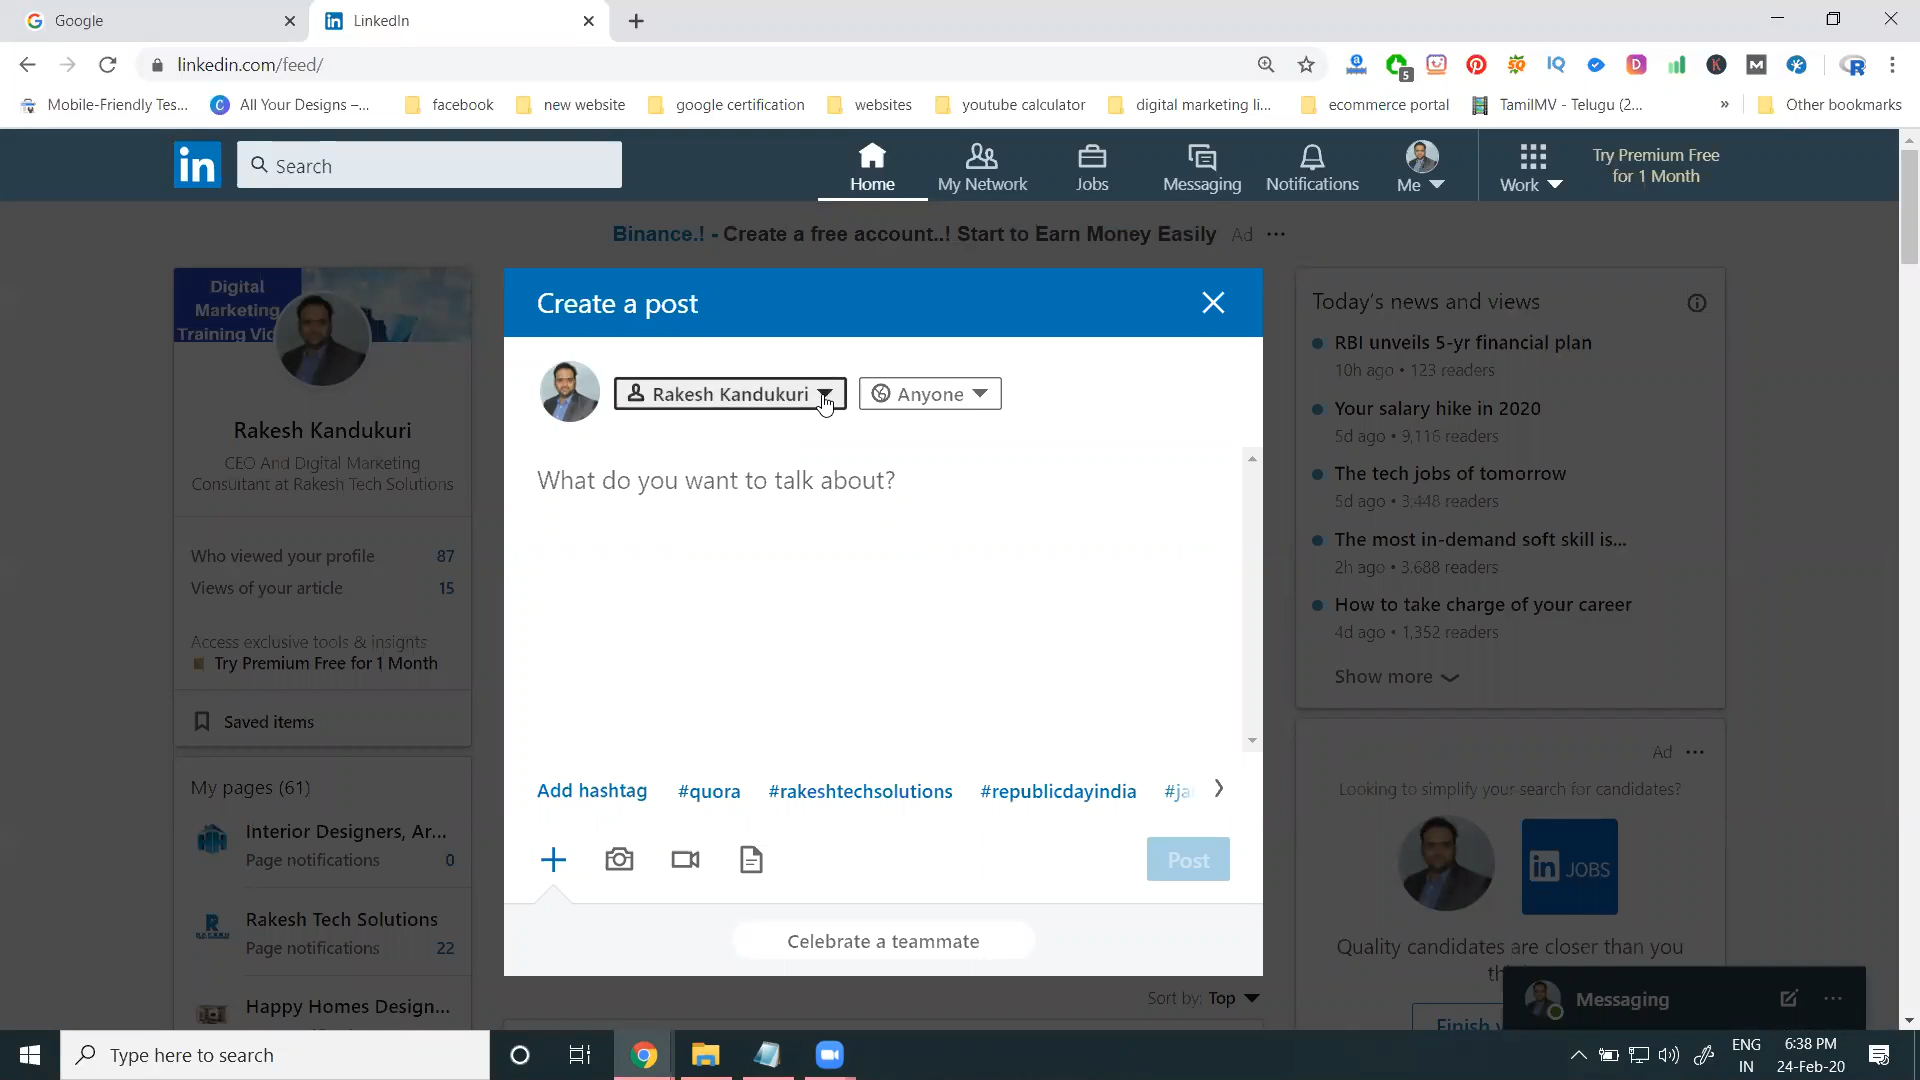 Google
LinkedIn
linkedin.com/feed/
5
Mobile-Friendly Tes...
All Your Designs –...
facebook
new website
google certification
websites
youtube calculator
digital marketing li...
ecommerce portal
TamilMV - Telugu (2...
»
Other bookmarks
in
Search
Home
My Network
Jobs
Messaging
Notifications
Me
Work
Try Premium Free
for 1 Month
Binance.! - Create a free account..! Start to Earn Money Easily Ad
Digital
Marketing
Training
Rakesh Kandukuri
CEO And Digital Marketing
Consultant at Rakesh Tech Solutions
Who viewed your profile 87
Views of your article 15
Access exclusive tools & insights
Try Premium Free for 1 Month
Saved items
My pages (61)
Interior Designers, Ar...
Page notifications 0
Rakesh Tech Solutions
Page notifications 22
Happy Homes Design...
Create a post
Rakesh Kandukuri
Anyone
What do you want to talk about?
Add hashtag #quora #rakeshtechsolutions #republicdayindia #ja
Post
Celebrate a teammate
Sort by: Top
Today's news and views
RBI unveils 5-yr financial plan
10h ago • 123 readers
Your salary hike in 2020
5d ago • 9,116 readers
The tech jobs of tomorrow
5d ago • 3,448 readers
The most in-demand soft skill is...
2h ago • 3,688 readers
How to take charge of your career
4d ago • 1,352 readers
Show more
Ad
Looking to simplify your search for candidates?
in JOBS
Quality candidates are closer than you
Messaging
Type here to search
ENG
IN
6:38 PM
24-Feb-20